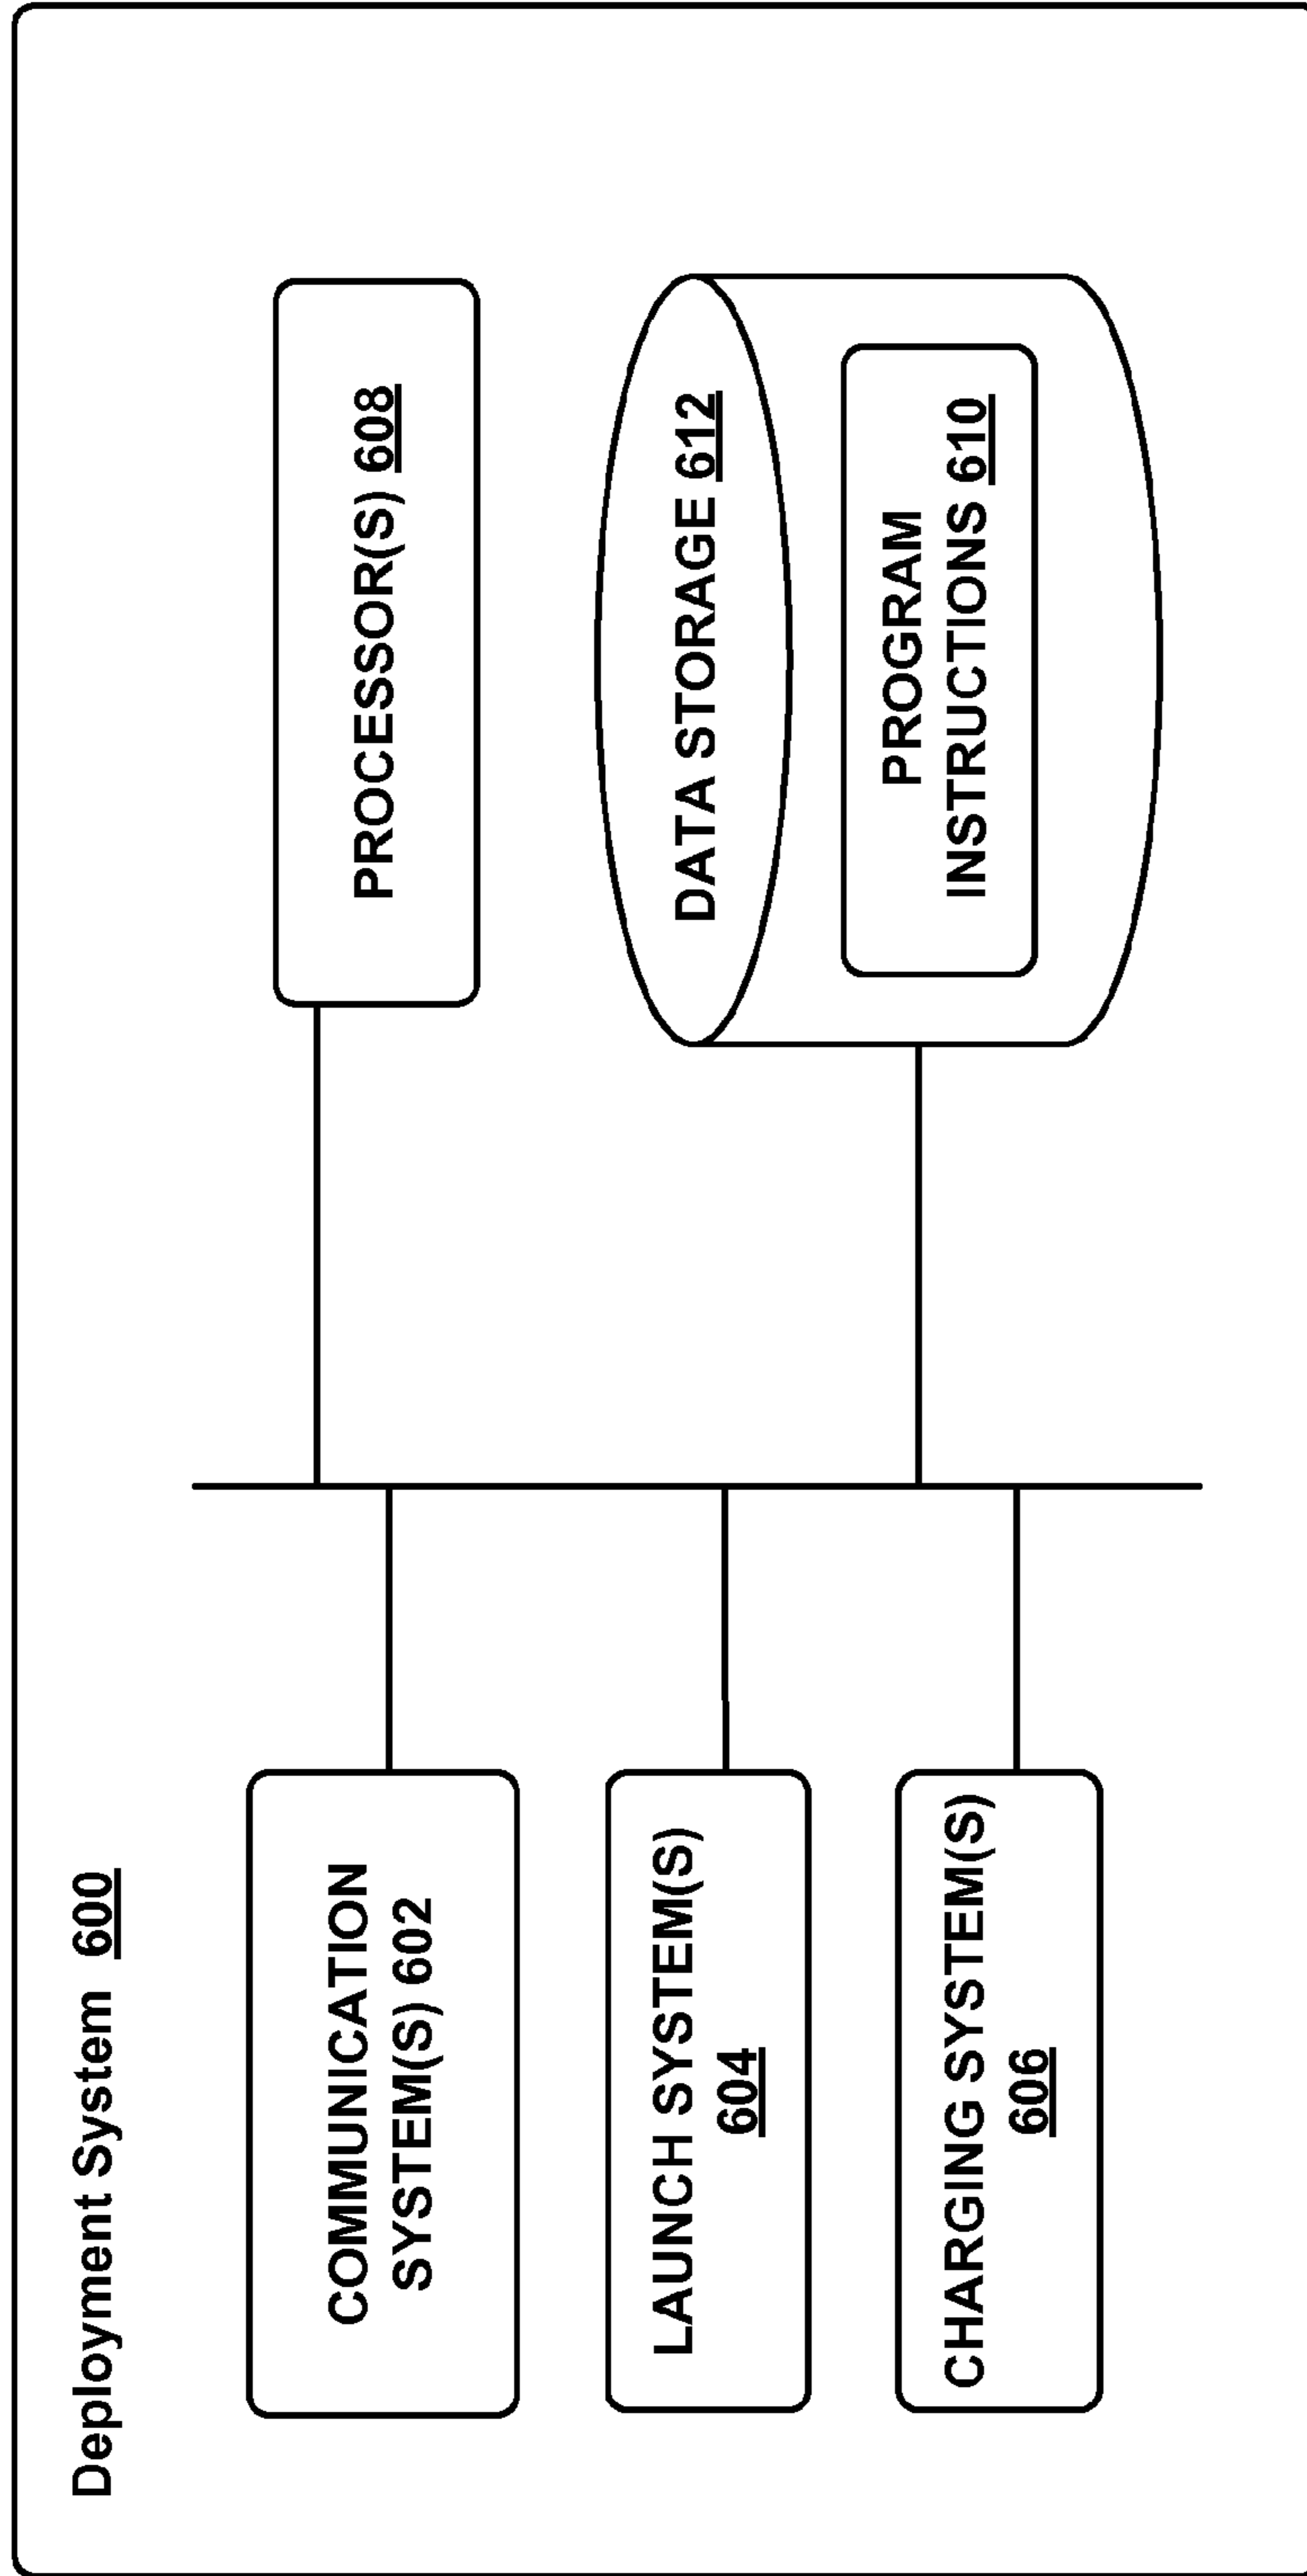 Deployment System 600
COMMUNICATION
SYSTEM(S) 602
LAUNCH SYSTEM(S)
604
CHARGING SYSTEM(S)
606
PROCESSOR(S) 608
DATA STORAGE 612
PROGRAM
INSTRUCTIONS 610